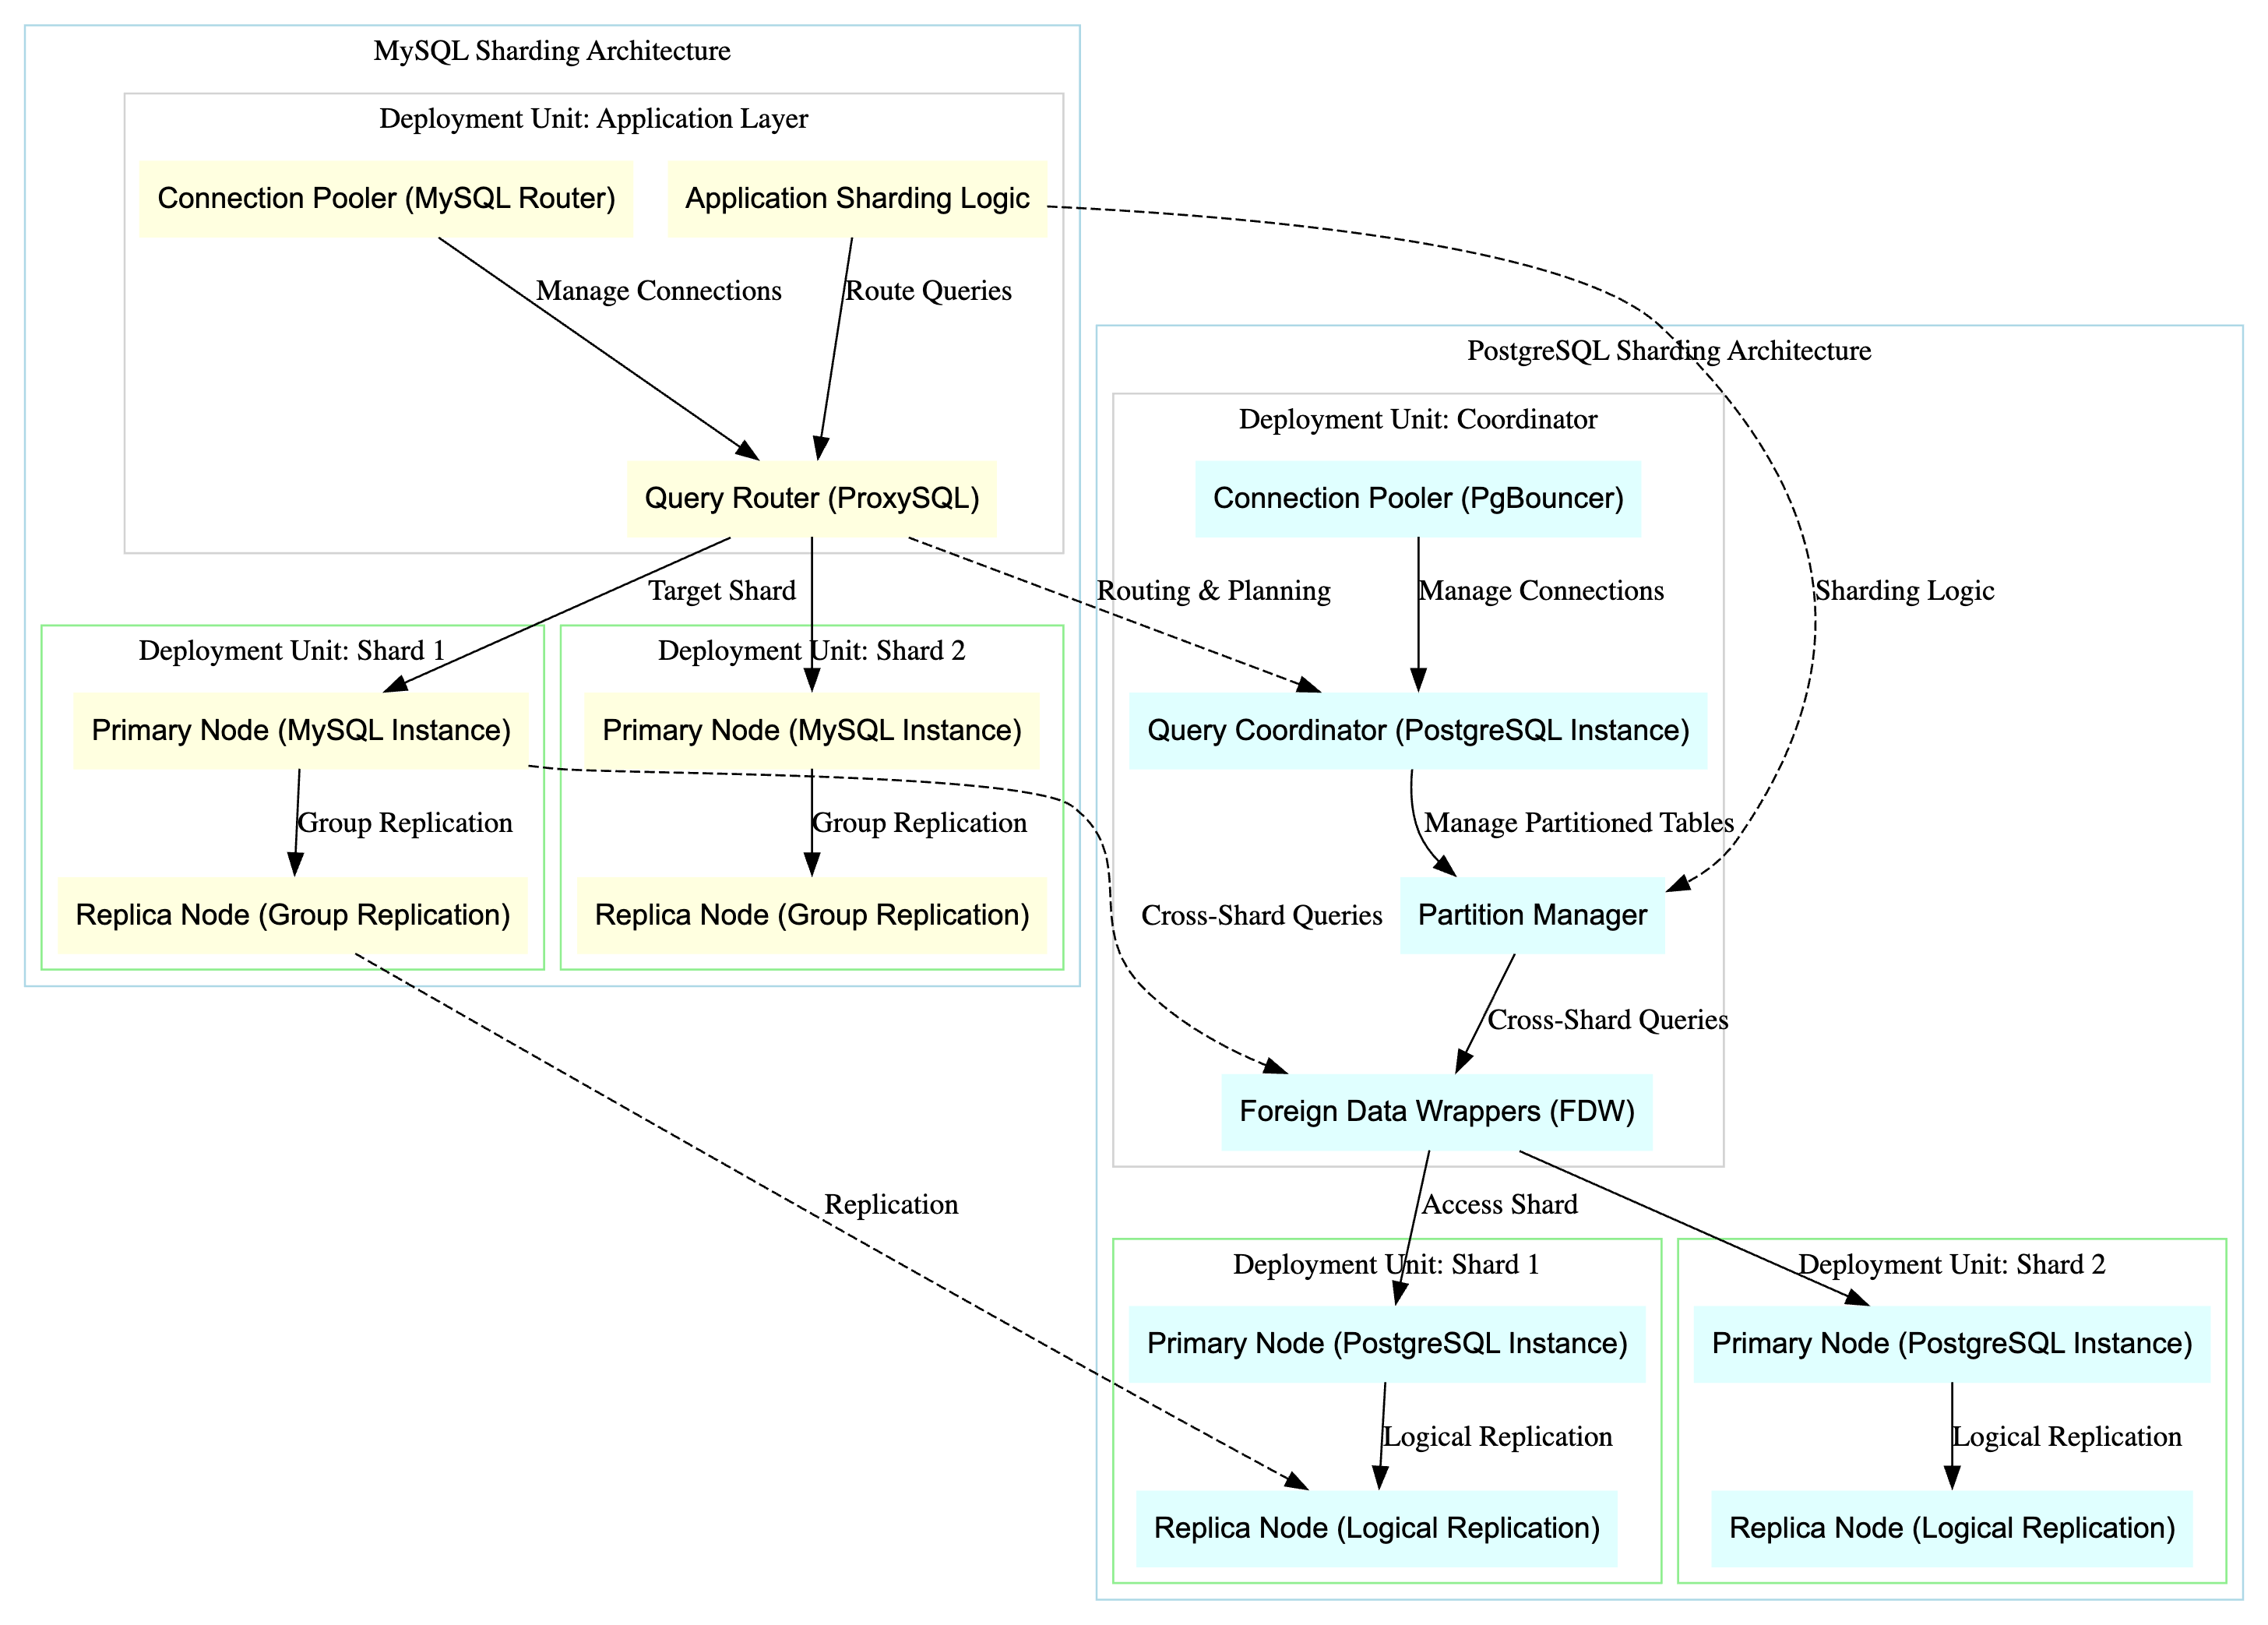 MySQL Sharding Architecture
Deployment Unit: Application Layer
Connection Pooler (MySQL Router)
Application Sharding Logic
Manage Connections
Route Queries
Query Router (ProxySQL)
Target Shard
Deployment Unit: Shard 1
Primary Node (MySQL Instance)
Group Replication
Replica Node (Group Replication)
Deployment Unit: Shard 2
Primary Node (MySQL Instance)
Group Replication
Replica Node (Group Replication)
PostgreSQL Sharding Architecture
Deployment Unit: Coordinator
Connection Pooler (PgBouncer)
Routing & Planning
Manage Connections
Sharding Logic
Query Coordinator (PostgreSQL Instance)
Manage Partitioned Tables
Cross-Shard Queries
Partition Manager
Cross-Shard Queries
Foreign Data Wrappers (FDW)
Replication
Access Shard
Deployment Unit: Shard 1
Primary Node (PostgreSQL Instance)
Logical Replication
Replica Node (Logical Replication)
Deployment Unit: Shard 2
Primary Node (PostgreSQL Instance)
Logical Replication
Replica Node (Logical Replication)